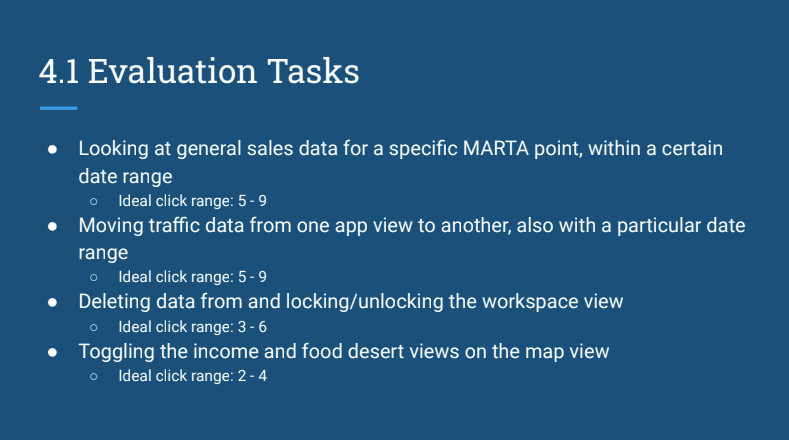 4.1 Evaluation Tasks
● Looking at general sales data for a specific MARTA point, within a certain
date range
○ Ideal click range: 5 - 9
● Moving traffic data from one app view to another, also with a particular date
range
○ Ideal click range: 5 - 9
● Deleting data from and locking/unlocking the workspace view
○ Ideal click range: 3 - 6
● Toggling the income and food desert views on the map view
○ Ideal click range: 2 - 4